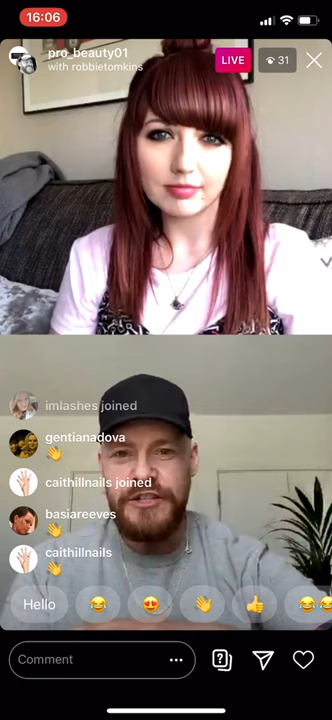 16:06
pro_beauty01
with robbietomkins
LIVE
31
imlashes joined
gentianadova
caithillnails joined
basiareeves
caithillnails
Hello
Comment